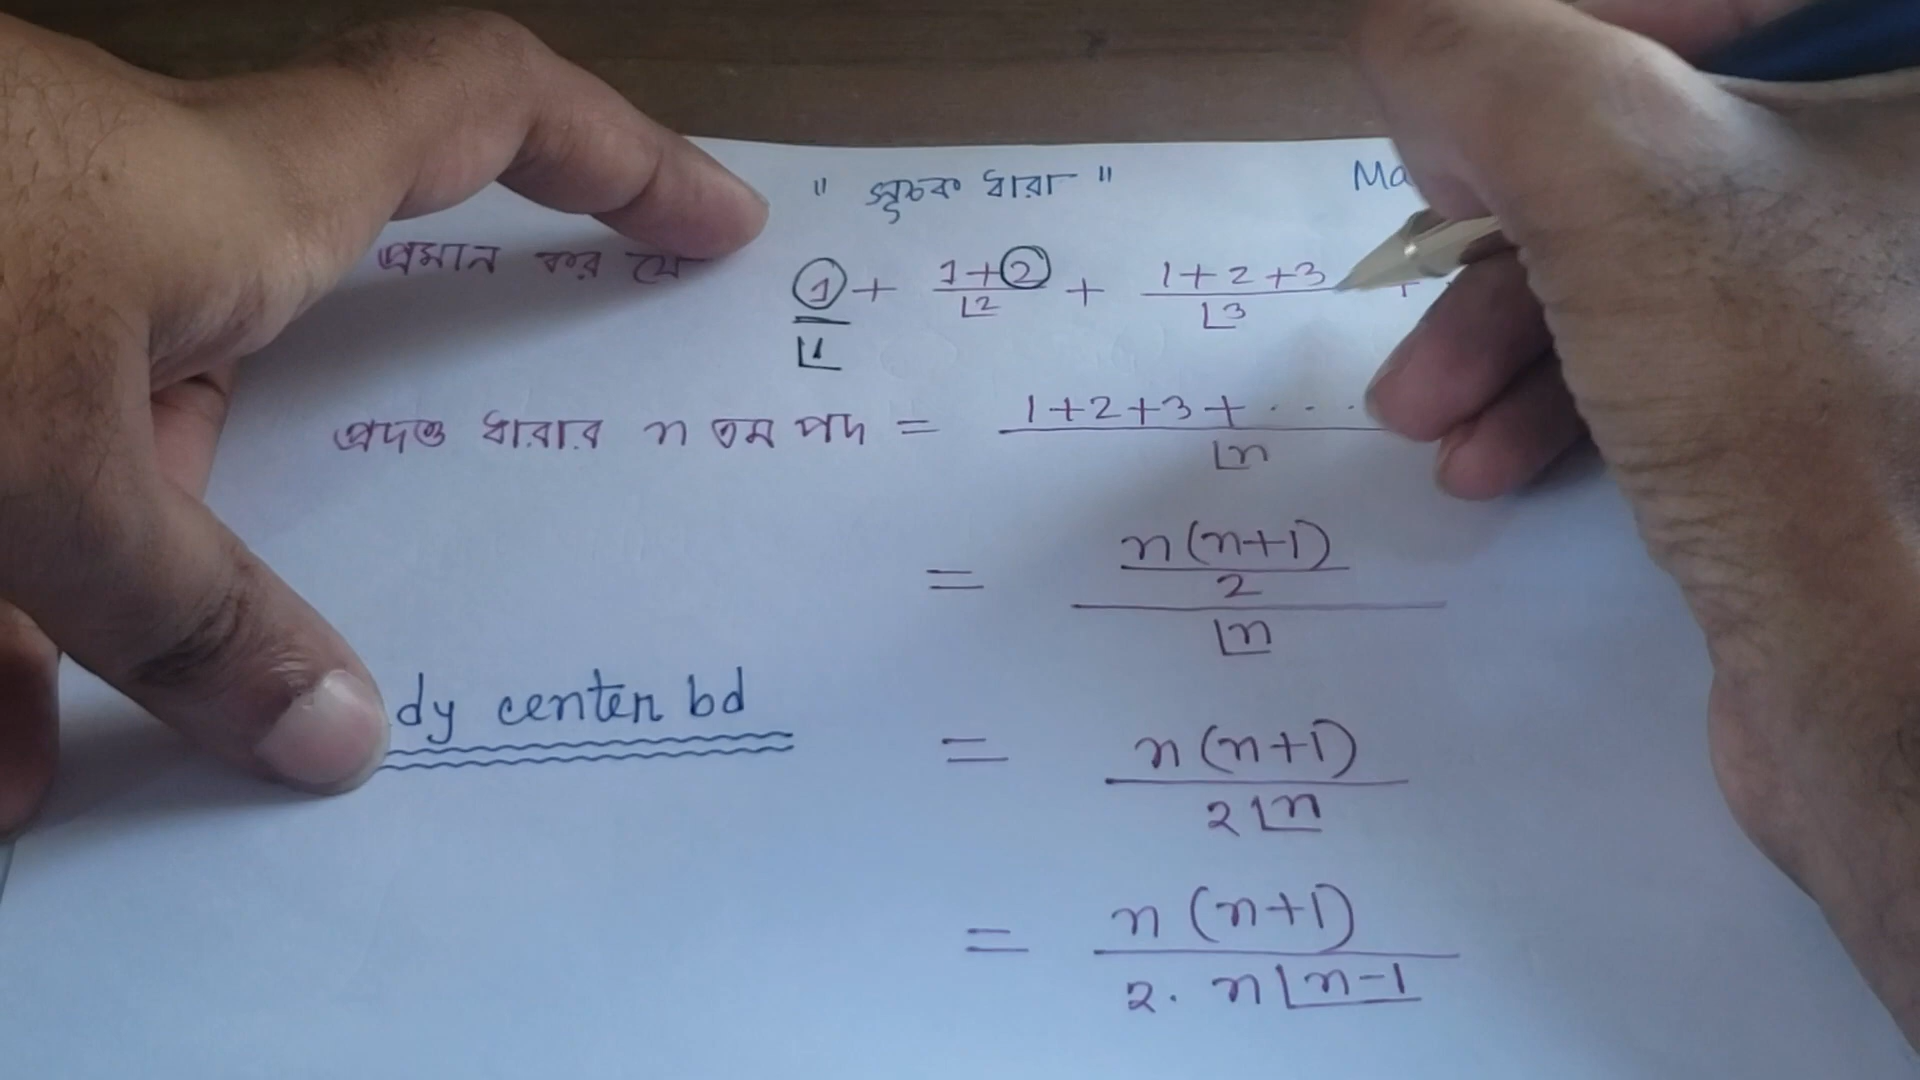 " সূচক ধারা " Ma
প্রমান কর যে 1/⌊1 + (1+2)/⌊2 + (1+2+3)/⌊3 +
প্রদত্ত ধারার n তম পদ = (1+2+3+...)/⌊n
= (n(n+1)/2)/⌊n
dy center bd
= n(n+1)/2⌊n
= n(n+1)/2.n⌊n-1